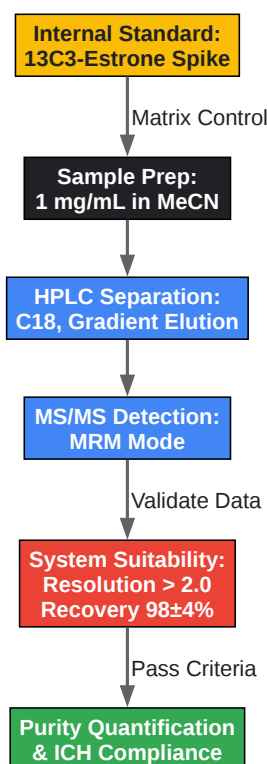 Internal Standard:
13C3-Estrone Spike
Matrix Control
Sample Prep:
1 mg/mL in MeCN
HPLC Separation:
C18, Gradient Elution
MS/MS Detection:
MRM Mode
Validate Data
System Suitability:
Resolution > 2.0
Recovery 98±4%
Pass Criteria
Purity Quantification
& ICH Compliance